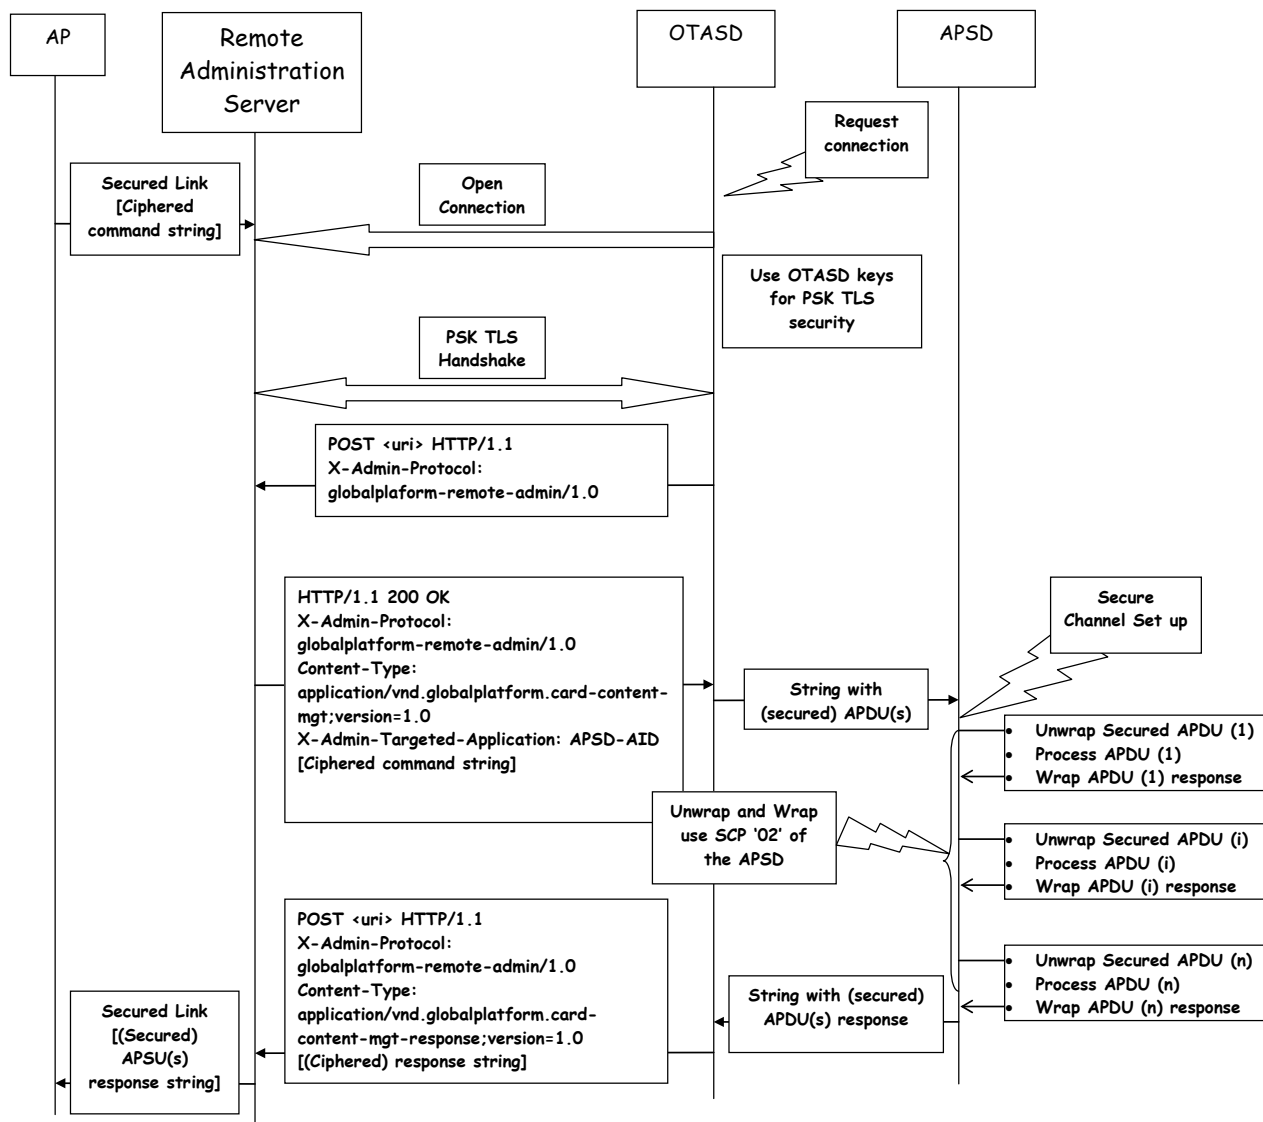 AP
Remote
Administration
Server
OTASD
APSD
Request
connection
Secured Link
[Ciphered
command string]
Open
Connection
Use OTASD keys
for PSK TLS
security
PSK TLS
Handshake
POST <uri> HTTP/1.1
X-Admin-Protocol:
globalplaform-remote-admin/1.0
HTTP/1.1 200 OK
X-Admin-Protocol:
globalplatform-remote-admin/1.0
Content-Type:
application/vnd.globalplatform.card-content-
mgt;version=1.0
X-Admin-Targeted-Application: APSD-AID
[Ciphered command string]
Secure
Channel Set up
String with
(secured) APDU(s)
• Unwrap Secured APDU (1)
• Process APDU (1)
• Wrap APDU (1) response
Unwrap and Wrap
use SCP ‘02’ of
the APSD
• Unwrap Secured APDU (i)
• Process APDU (i)
• Wrap APDU (i) response
POST <uri> HTTP/1.1
X-Admin-Protocol:
globalplatform-remote-admin/1.0
Content-Type:
application/vnd.globalplatform.card-
content-mgt-response;version=1.0
[(Ciphered) response string]
• Unwrap Secured APDU (n)
• Process APDU (n)
• Wrap APDU (n) response
String with (secured)
APDU(s) response
Secured Link
[(Secured)
APSU(s)
response string]